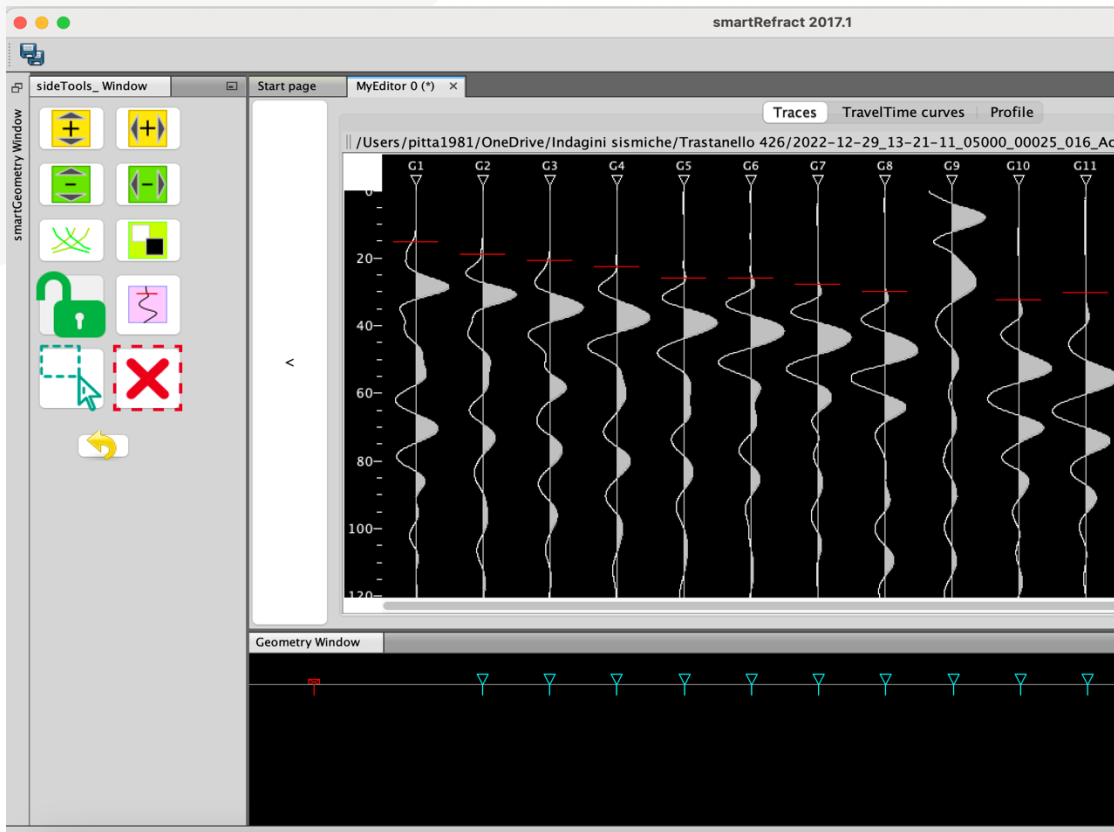 smartRefract 2017.1
smartGeometry Window
sideTools_ Window
Start page
MyEditor 0 (*) ×
Traces TravelTime curves Profile
/Users/pitta1981/OneDrive/Indagini sismiche/Trastanello 426/2022-12-29_13-21-11_05000_00025_016_Ac
G1 G2 G3 G4 G5 G6 G7 G8 G9 G10 G11
0
20
40
60
80
100
120
<
Geometry Window